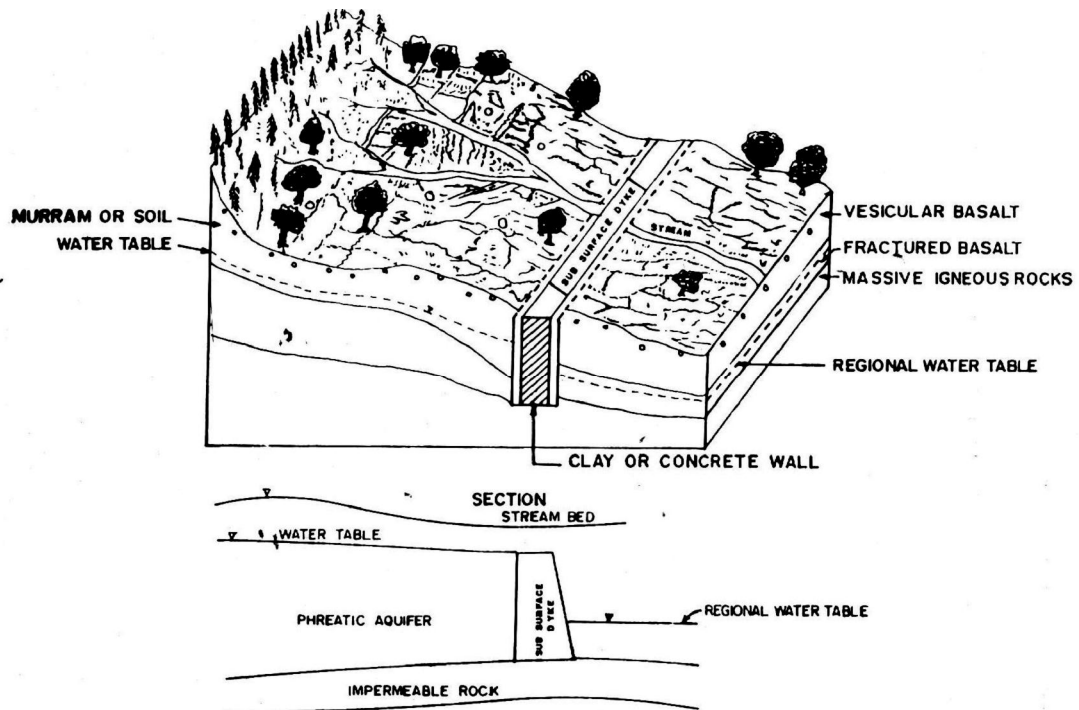 MURRAM OR SOIL
WATER TABLE
SUB SURFACE DYKE
STREAM
VESICULAR BASALT
FRACTURED BASALT
MASSIVE IGNEOUS ROCKS
REGIONAL WATER TABLE
CLAY OR CONCRETE WALL
SECTION
STREAM BED
WATER TABLE
PHREATIC AQUIFER
SUB SURFACE
DYKE
REGIONAL WATER TABLE
IMPERMEABLE ROCK